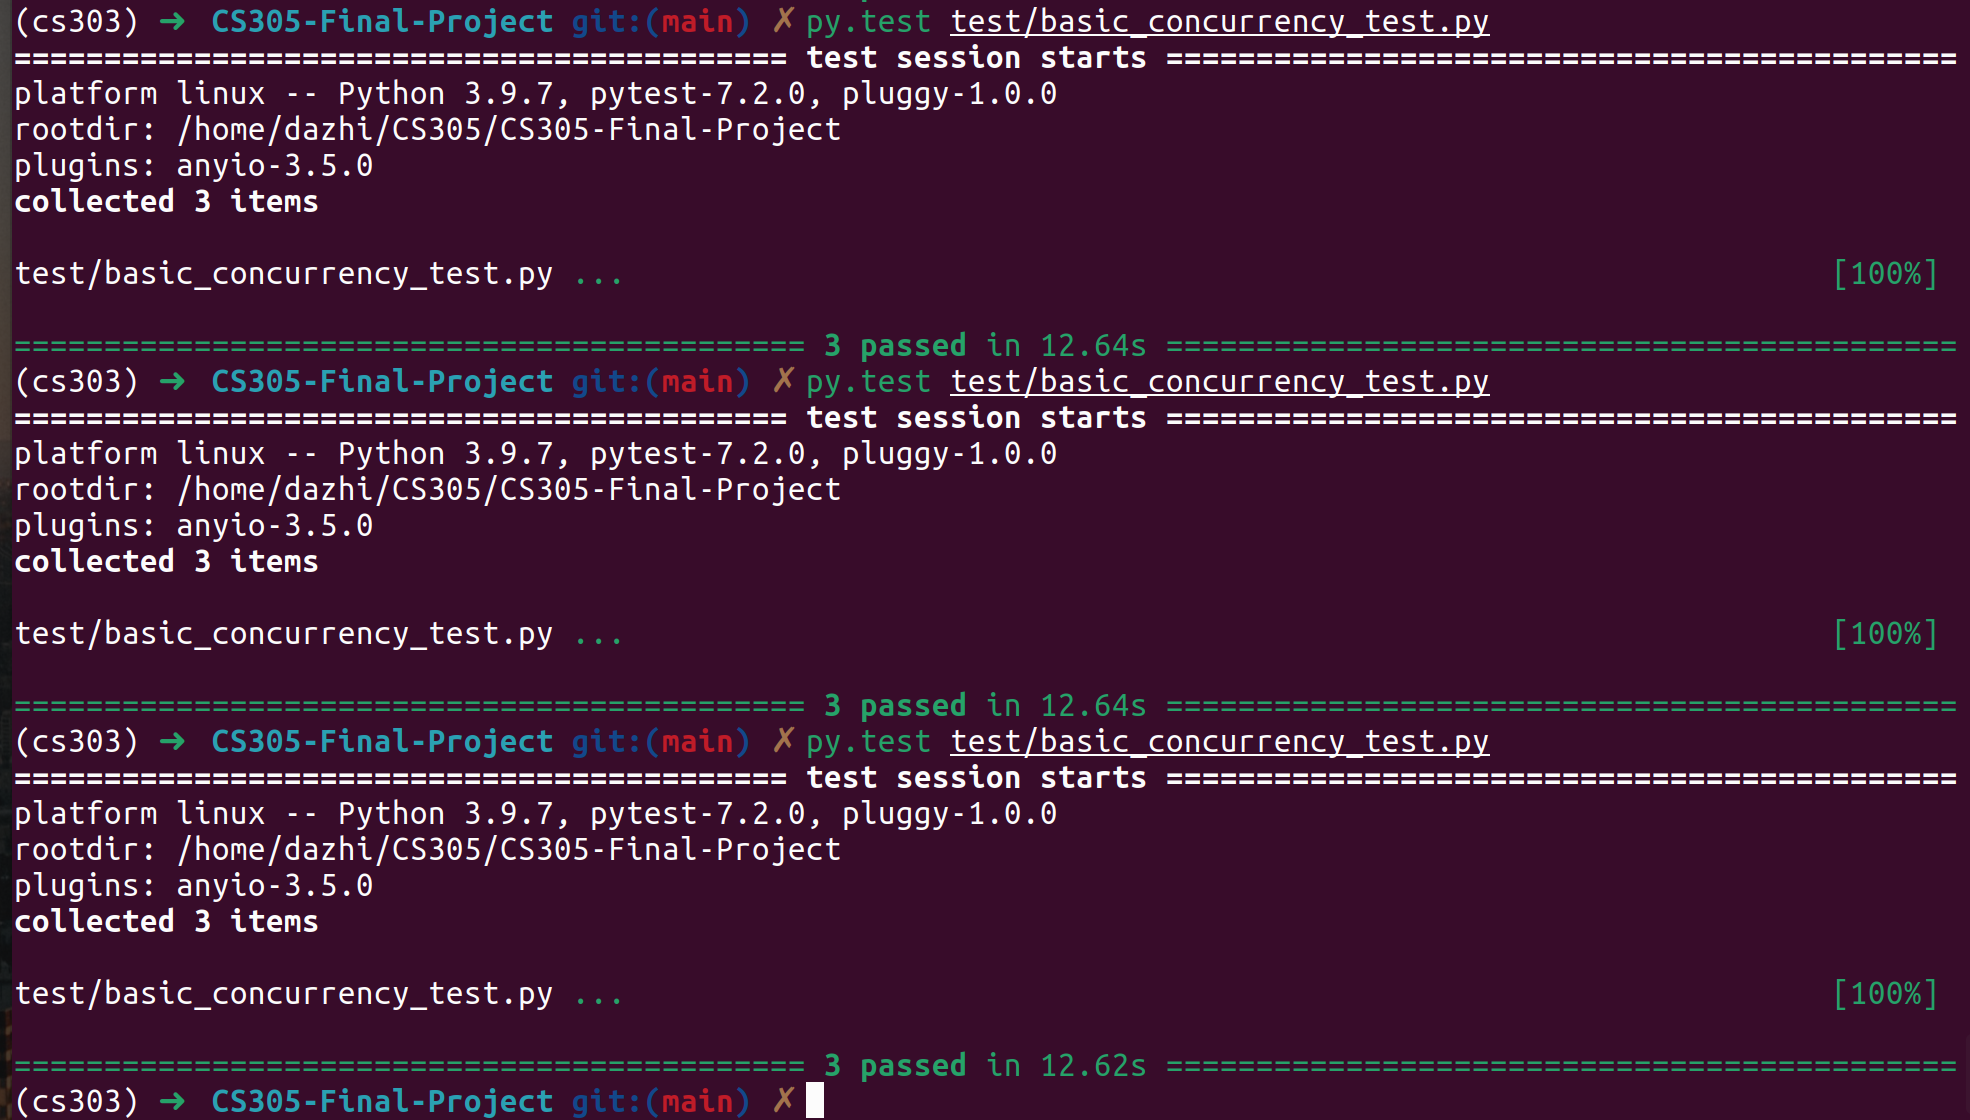 (cs303) ➜ CS305-Final-Project git:(main) ✗ py.test test/basic_concurrency_test.py
=========================================== test session starts ============================================
platform linux -- Python 3.9.7, pytest-7.2.0, pluggy-1.0.0
rootdir: /home/dazhi/CS305/CS305-Final-Project
plugins: anyio-3.5.0
collected 3 items
test/basic_concurrency_test.py ... [100%]
============================================ 3 passed in 12.64s ============================================
(cs303) ➜ CS305-Final-Project git:(main) ✗ py.test test/basic_concurrency_test.py
=========================================== test session starts ============================================
platform linux -- Python 3.9.7, pytest-7.2.0, pluggy-1.0.0
rootdir: /home/dazhi/CS305/CS305-Final-Project
plugins: anyio-3.5.0
collected 3 items
test/basic_concurrency_test.py ... [100%]
============================================ 3 passed in 12.64s ============================================
(cs303) ➜ CS305-Final-Project git:(main) ✗ py.test test/basic_concurrency_test.py
=========================================== test session starts ============================================
platform linux -- Python 3.9.7, pytest-7.2.0, pluggy-1.0.0
rootdir: /home/dazhi/CS305/CS305-Final-Project
plugins: anyio-3.5.0
collected 3 items
test/basic_concurrency_test.py ... [100%]
============================================ 3 passed in 12.62s ============================================
(cs303) ➜ CS305-Final-Project git:(main) ✗